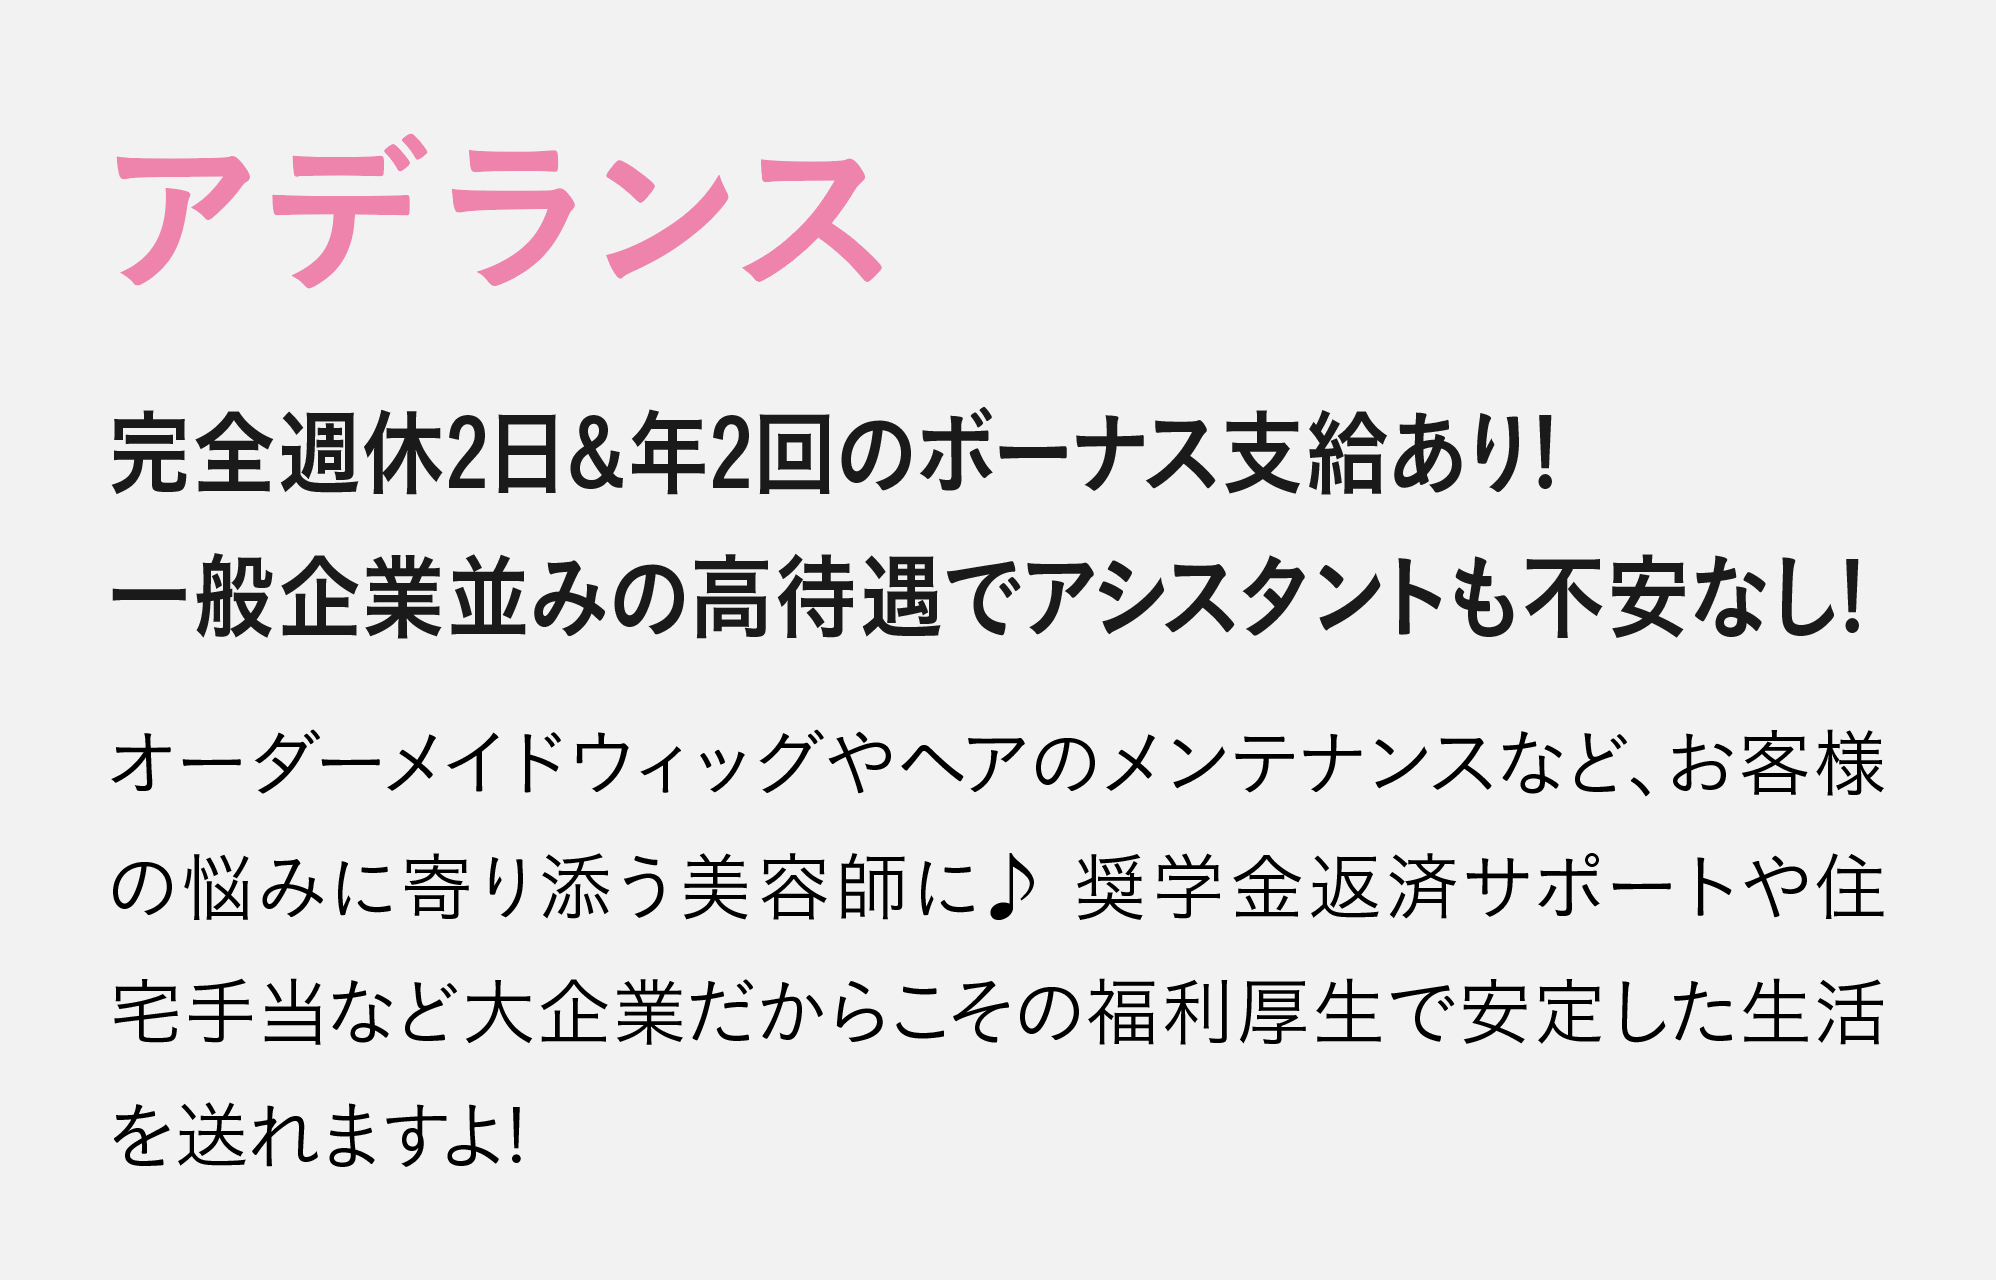 アデランス
完全週休2日&年2回のボーナス支給あり!
一般企業並みの高待遇でアシスタントも不安なし!
オーダーメイドウィッグやヘアのメンテナンスなど、お客様
の悩みに寄り添う美容師に♪ 奨学金返済サポートや住
宅手当など大企業だからこその福利厚生で安定した生活
を送れますよ!